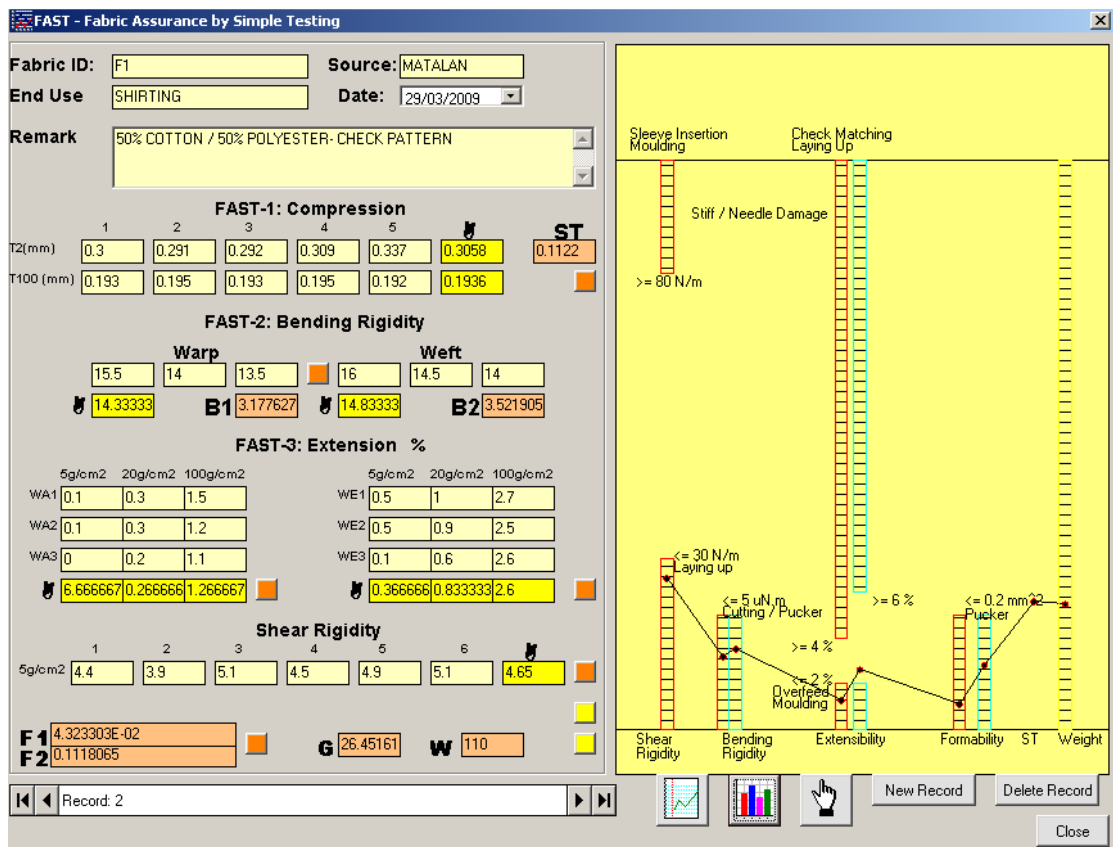 FAST - Fabric Assurance by Simple Testing
Fabric ID: F1 Source: MATALAN
End Use SHIRTING Date: 29/03/2009
Remark 50% COTTON / 50% POLYESTER- CHECK PATTERN
FAST-1: Compression
1 2 3 4 5 ST
T2(mm) 0.3 0.291 0.292 0.309 0.337 0.3058 0.1122
T100 (mm) 0.193 0.195 0.193 0.195 0.192 0.1936
FAST-2: Bending Rigidity
Warp Weft
15.5 14 13.5 16 14.5 14
14.33333 B1 3.177627 14.83333 B2 3.521905
FAST-3: Extension %
5g/cm2 20g/cm2 100g/cm2 5g/cm2 20g/cm2 100g/cm2
WA1 0.1 0.3 1.5 WE1 0.5 1 2.7
WA2 0.1 0.3 1.2 WE2 0.5 0.9 2.5
WA3 0 0.2 1.1 WE3 0.1 0.6 2.6
6.666667 0.266666 1.266667 0.366666 0.833333 2.6
Shear Rigidity
1 2 3 4 5 6
5g/cm2 4.4 3.9 5.1 4.5 4.9 5.1 4.65
F1 4.323303E-02
F2 0.1118065
G 26.45161 W 110
Record: 2
Sleeve Insertion Check Matching
Moulding Laying Up
Stiff / Needle Damage
>= 80 N/m
<= 30 N/m
Laying up
<= 5 uN.m >= 6 % <= 0.2 mm^2
Cutting / Pucker Pucker
>= 4 %
<= 2 %
Overfeed
Moulding
Shear Bending Extensibility Formability ST Weight
Rigidity Rigidity
New Record Delete Record
Close